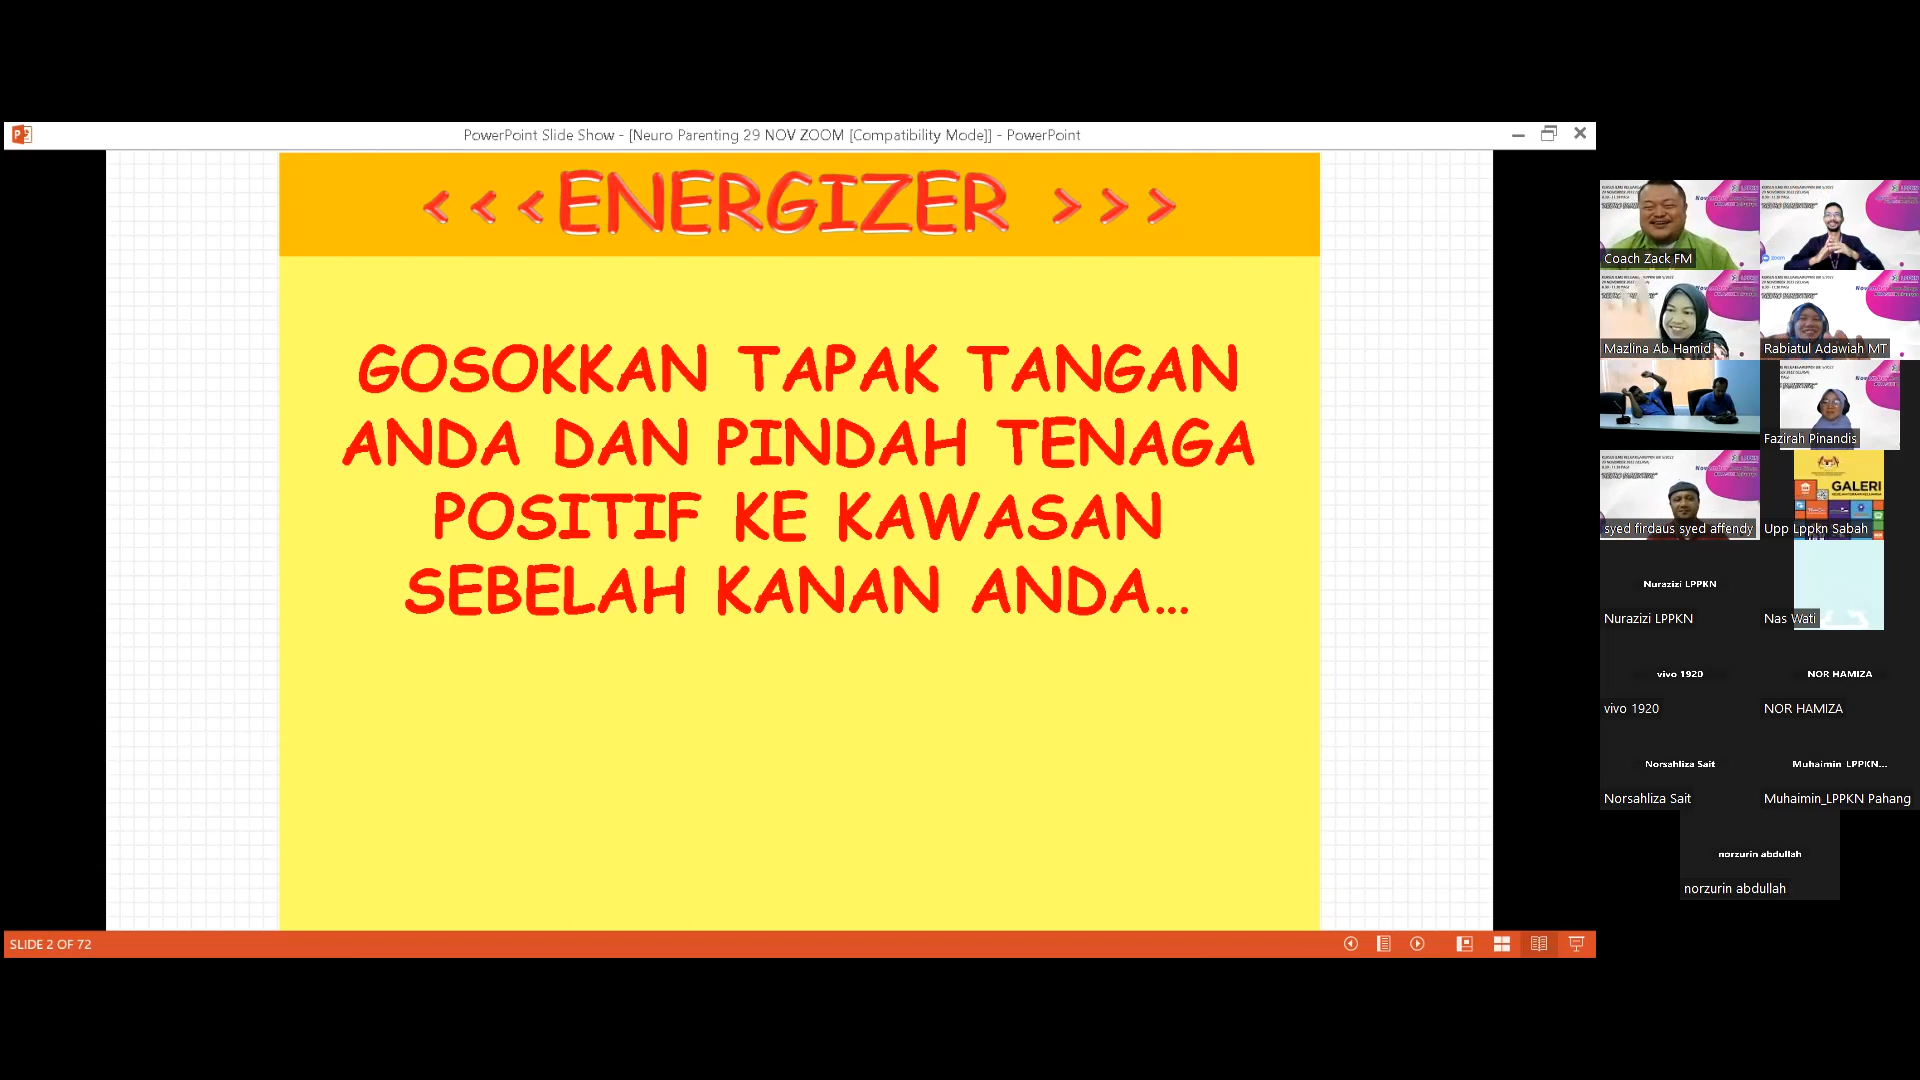 PowerPoint Slide Show - [Neuro Parenting 29 NOV ZOOM [Compatibility Mode]] - PowerPoint
<<<ENERGIZER >>>
GOSOKKAN TAPAK TANGAN
ANDA DAN PINDAH TENAGA
POSITIF KE KAWASAN
SEBELAH KANAN ANDA...
SLIDE 2 OF 72
Coach Zack FM
zoom
Mazlina Ab Hamid
Rabiatul Adawiah MT
Fazirah Pinandis
syed firdaus syed affendy
GALERI
Upp Lppkn Sabah
Nurazizi LPPKN
Nurazizi LPPKN
Nas Wati
vivo 1920
vivo 1920
NOR HAMIZA
NOR HAMIZA
Norsahliza Sait
Norsahliza Sait
Muhaimin_LPPKN...
Muhaimin_LPPKN Pahang
norzurin abdullah
norzurin abdullah